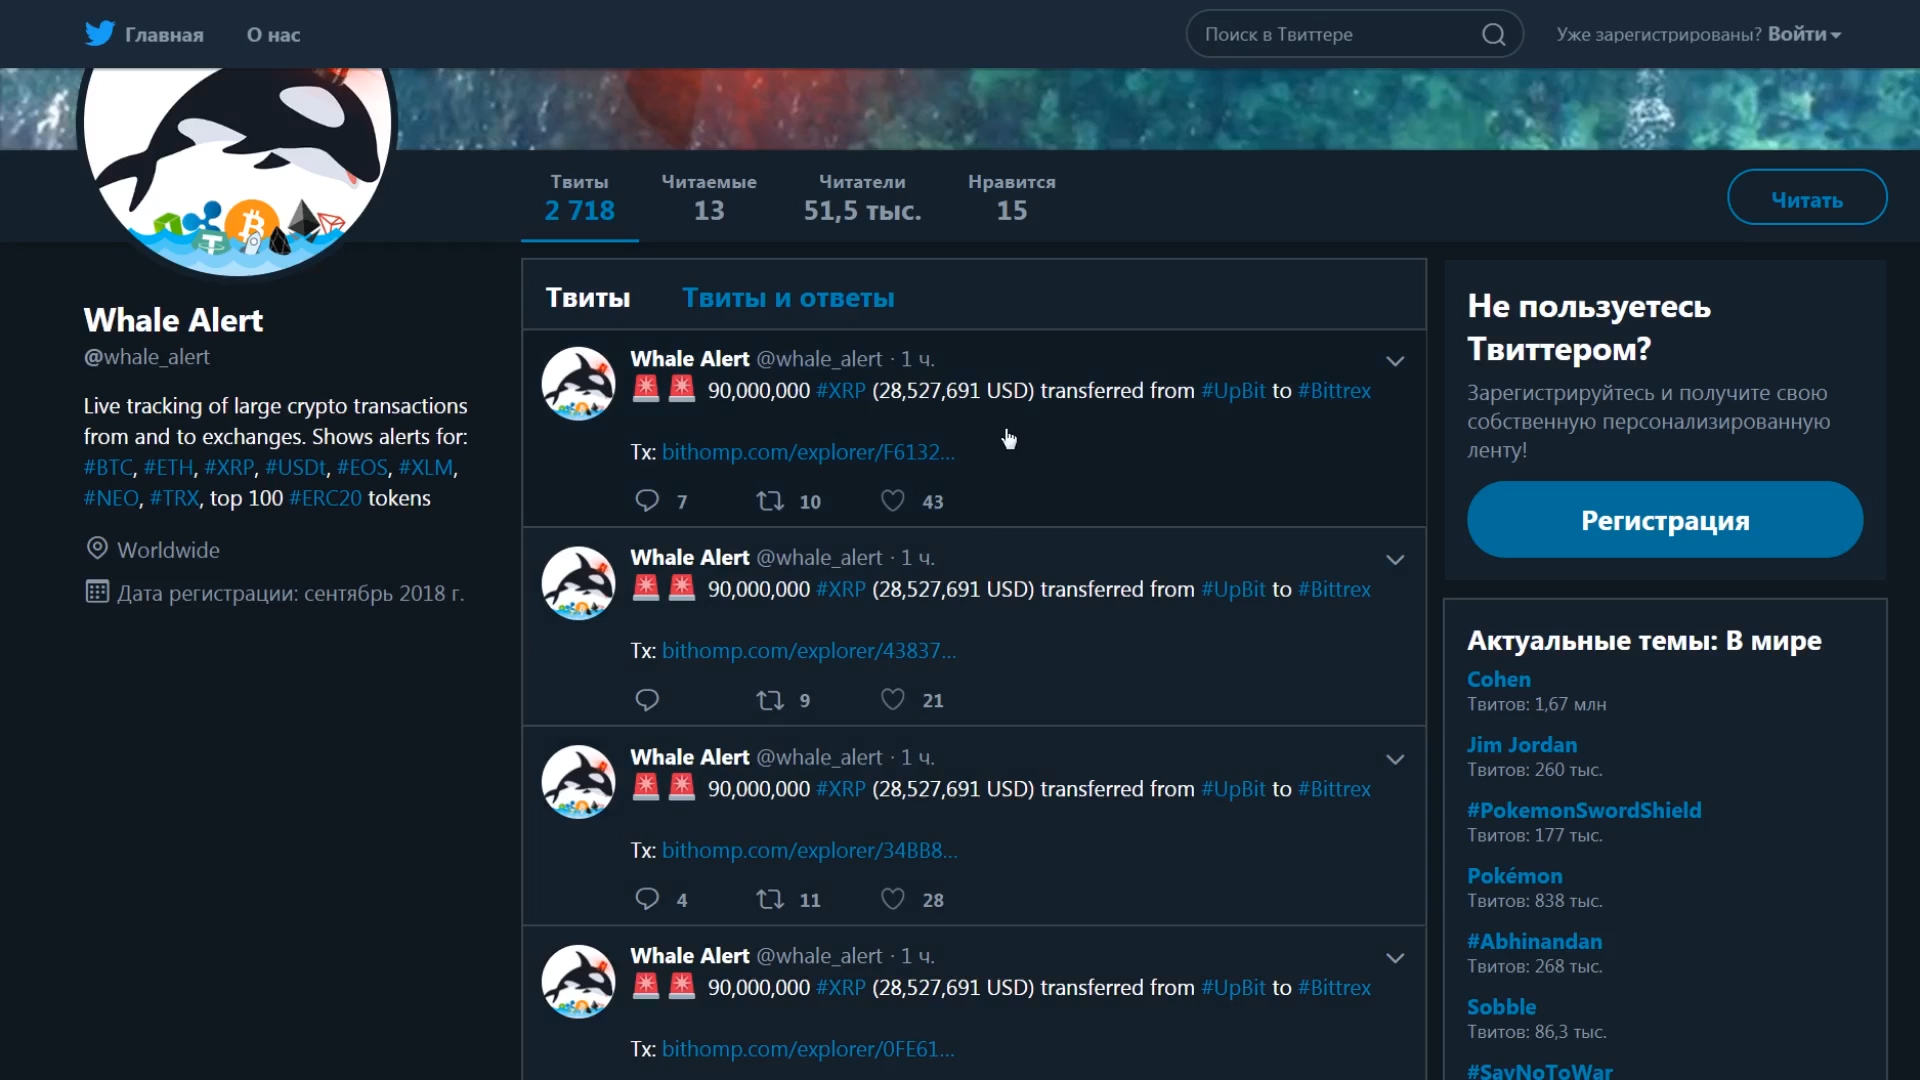 Главная
О нас
Поиск в Твиттере
Уже зарегистрированы? Войти
Твиты
2 718
Читаемые
13
Читатели
51,5 тыс.
Нравится
15
Читать
Whale Alert
@whale_alert
Live tracking of large crypto transactions
from and to exchanges. Shows alerts for:
#BTC, #ETH, #XRP, #USDt, #EOS, #XLM,
#NEO, #TRX, top 100 #ERC20 tokens
Worldwide
Дата регистрации: сентябрь 2018 г.
Твиты Твиты и ответы
Whale Alert @whale_alert · 1 ч.
90,000,000 #XRP (28,527,691 USD) transferred from #UpBit to #Bittrex
Tx: bithomp.com/explorer/F6132...
7 10 43
Whale Alert @whale_alert · 1 ч.
90,000,000 #XRP (28,527,691 USD) transferred from #UpBit to #Bittrex
Tx: bithomp.com/explorer/43837...
9 21
Whale Alert @whale_alert · 1 ч.
90,000,000 #XRP (28,527,691 USD) transferred from #UpBit to #Bittrex
Tx: bithomp.com/explorer/34BB8...
4 11 28
Whale Alert @whale_alert · 1 ч.
90,000,000 #XRP (28,527,691 USD) transferred from #UpBit to #Bittrex
Tx: bithomp.com/explorer/0FE61...
Не пользуетесь
Твиттером?
Зарегистрируйтесь и получите свою
собственную персонализированную
ленту!
Регистрация
Актуальные темы: В мире
Cohen
Твитов: 1,67 млн
Jim Jordan
Твитов: 260 тыс.
#PokemonSwordShield
Твитов: 177 тыс.
Pokémon
Твитов: 838 тыс.
#Abhinandan
Твитов: 268 тыс.
Sobble
Твитов: 86,3 тыс.
#SayNoToWar